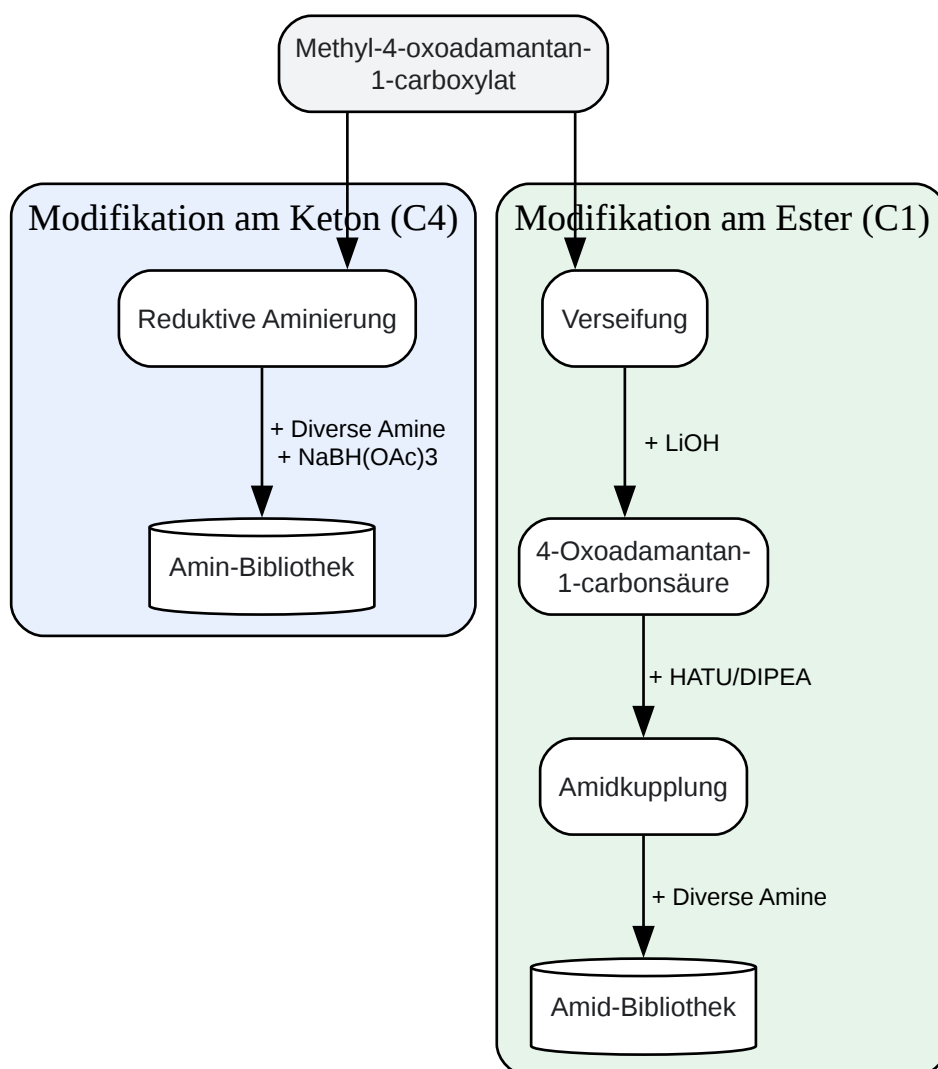 Methyl-4-oxoadamantan-
1-carboxylat
Modifikation am Keton (C4)
Reduktive Aminierung
+ Diverse Amine
+ NaBH(OAc)3
Amin-Bibliothek
Modifikation am Ester (C1)
Verseifung
+ LiOH
4-Oxoadamantan-
1-carbonsäure
+ HATU/DIPEA
Amidkupplung
+ Diverse Amine
Amid-Bibliothek